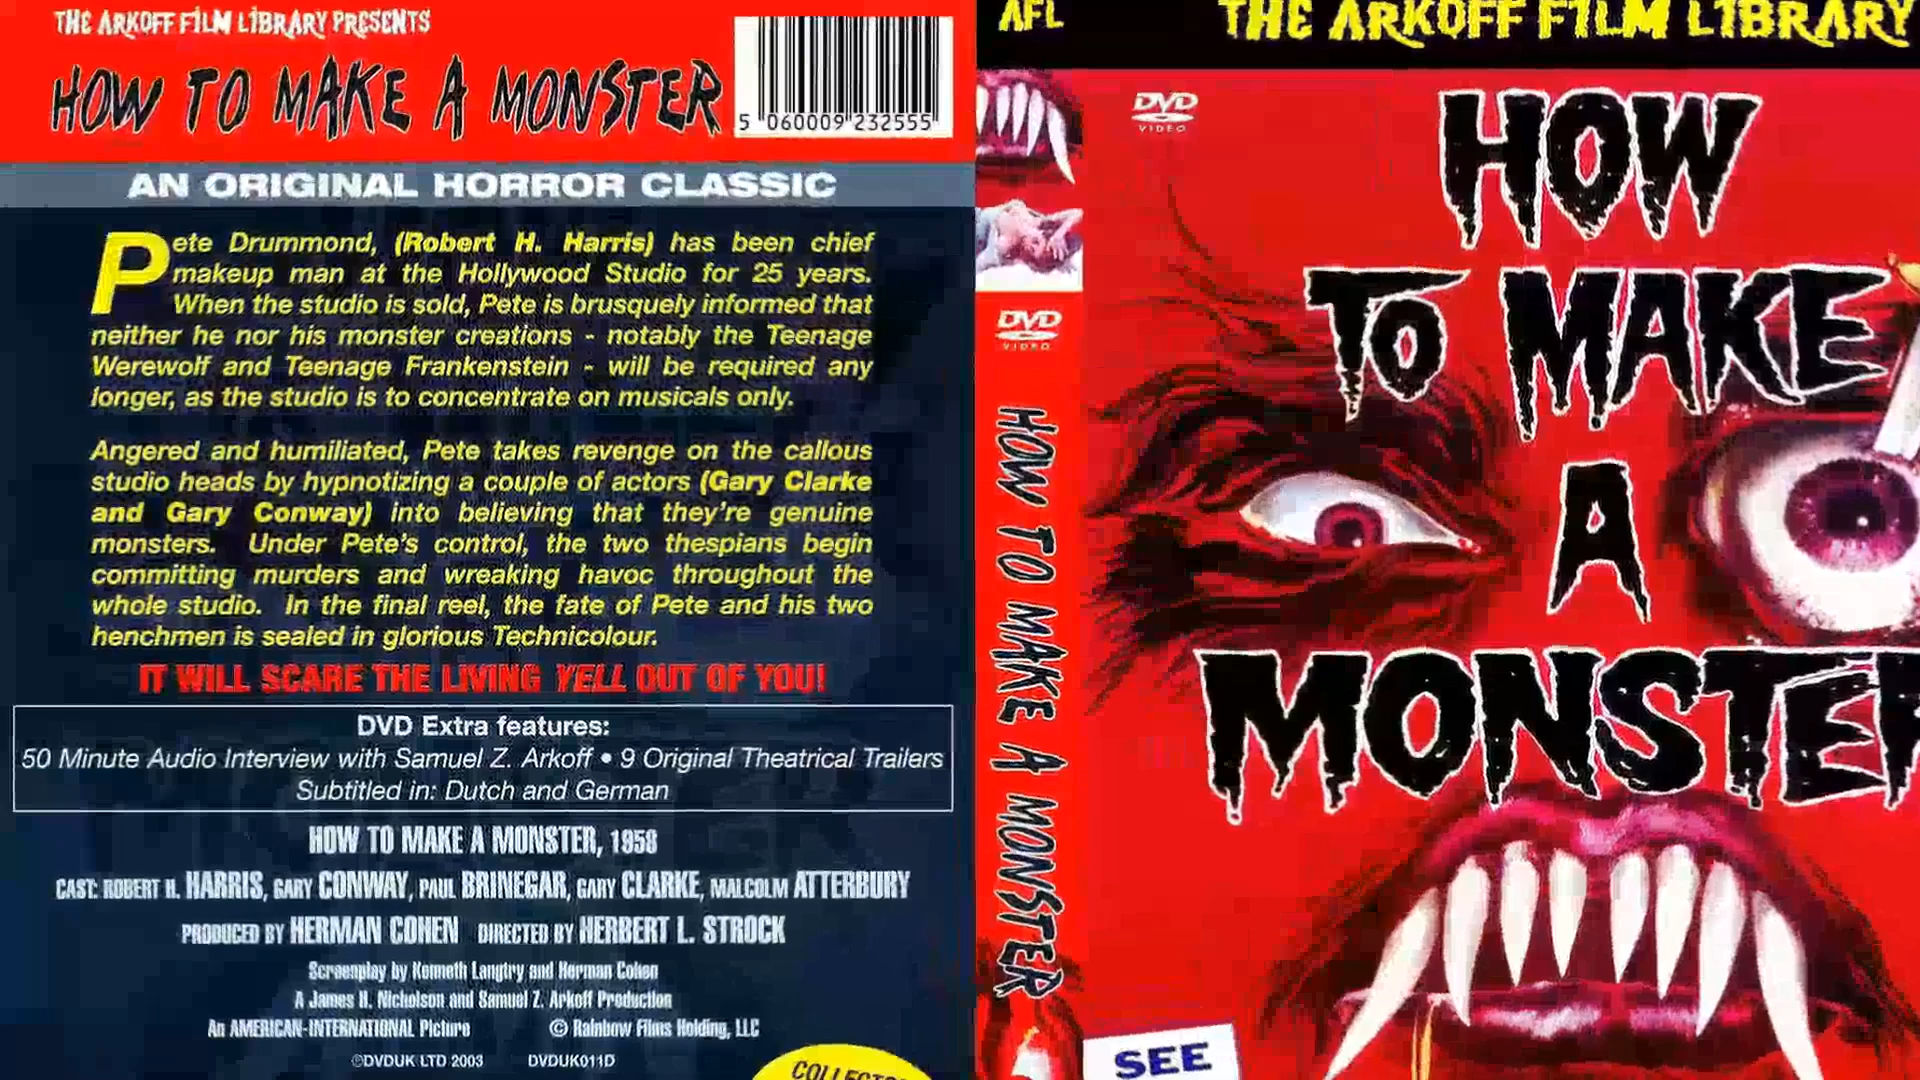 THE ARKOFF FILM LIBRARY PRESENTS
HOW TO MAKE A MONSTER
5 060009 232555
AN ORIGINAL HORROR CLASSIC
Pete Drummond, (Robert H. Harris) has been chief
makeup man at the Hollywood Studio for 25 years.
When the studio is sold, Pete is brusquely informed that
neither he nor his monster creations - notably the Teenage
Werewolf and Teenage Frankenstein - will be required any
longer, as the studio is to concentrate on musicals only.
Angered and humiliated, Pete takes revenge on the callous
studio heads by hypnotizing a couple of actors (Gary Clarke
and Gary Conway) into believing that they're genuine
monsters. Under Pete's control, the two thespians begin
committing murders and wreaking havoc throughout the
whole studio. In the final reel, the fate of Pete and his two
henchmen is sealed in glorious Technicolour.
IT WILL SCARE THE LIVING YELL OUT OF YOU!
DVD Extra features:
50 Minute Audio Interview with Samuel Z. Arkoff • 9 Original Theatrical Trailers
Subtitled in: Dutch and German
HOW TO MAKE A MONSTER, 1958
CAST: ROBERT H. HARRIS, GARY CONWAY, PAUL BRINEGAR, GARY CLARKE, MALCOLM ATTERBURY
PRODUCED BY HERMAN COHEN DIRECTED BY HERBERT L. STROCK
Screenplay by Kenneth Langtry and Herman Cohen
A James H. Nicholson and Samuel Z. Arkoff Production
An AMERICAN-INTERNATIONAL Picture © Rainbow Films Holding, LLC
℗DVDUK LTD 2003 DVDUK011D
AFL
DVD
VIDEO
HOW TO MAKE A MONSTER
THE ARKOFF FILM LIBRARY
DVD
VIDEO
HOW
TO MAKE
A
MONSTER
SEE